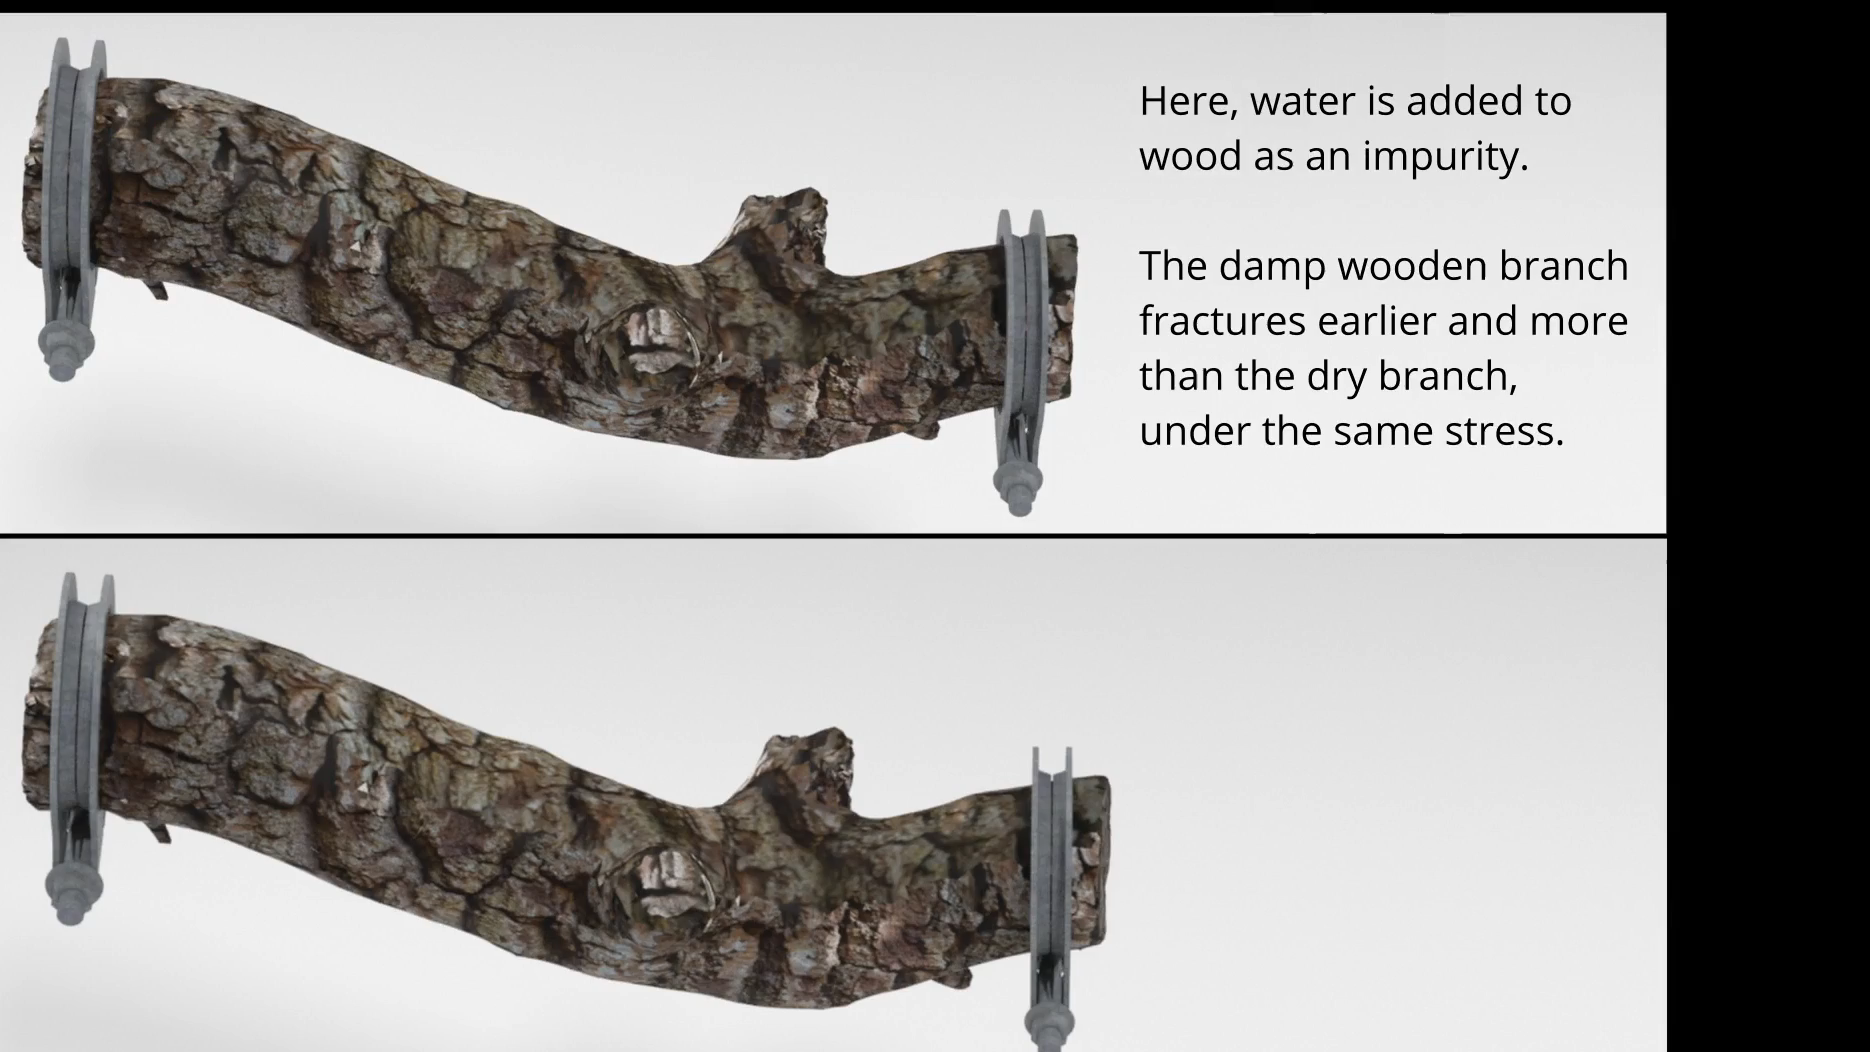 Here, water is added to
wood as an impurity.
The damp wooden branch
fractures earlier and more
than the dry branch,
under the same stress.